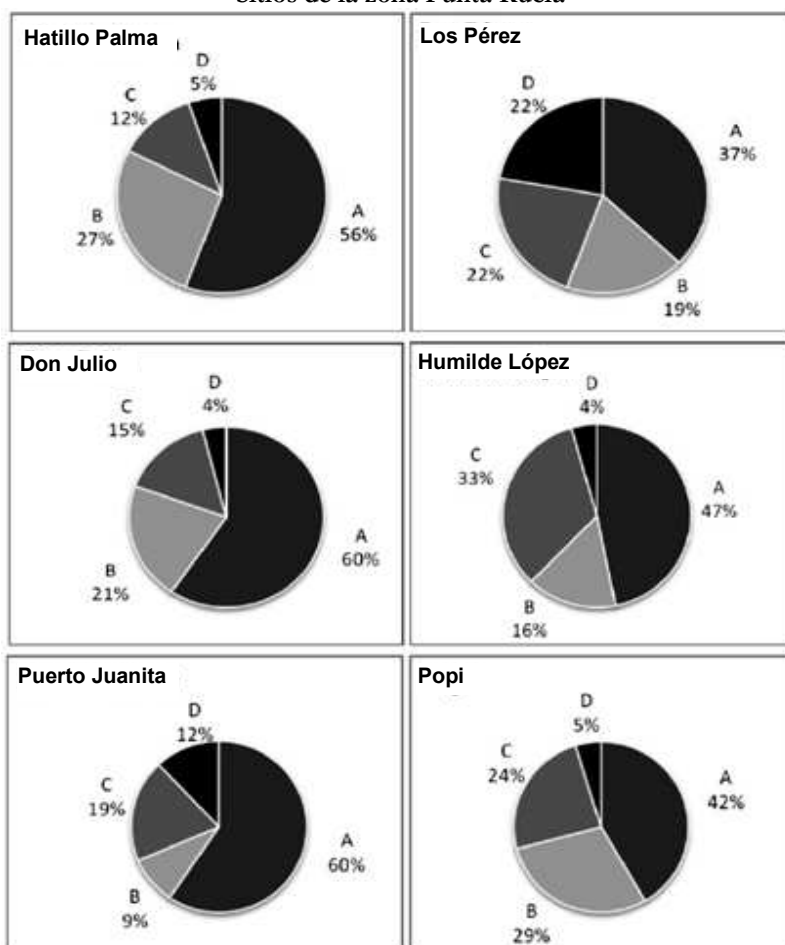 Hatillo Palma
D
5%
C
12%
B
27%
A
56%
Los Pérez
D
22%
A
37%
C
22%
B
19%
Don Julio
D
4%
C
15%
A
60%
B
21%
Humilde López
D
4%
C
33%
A
47%
B
16%
Puerto Juanita
D
12%
C
19%
A
60%
B
9%
Popi
D
5%
C
24%
A
42%
B
29%